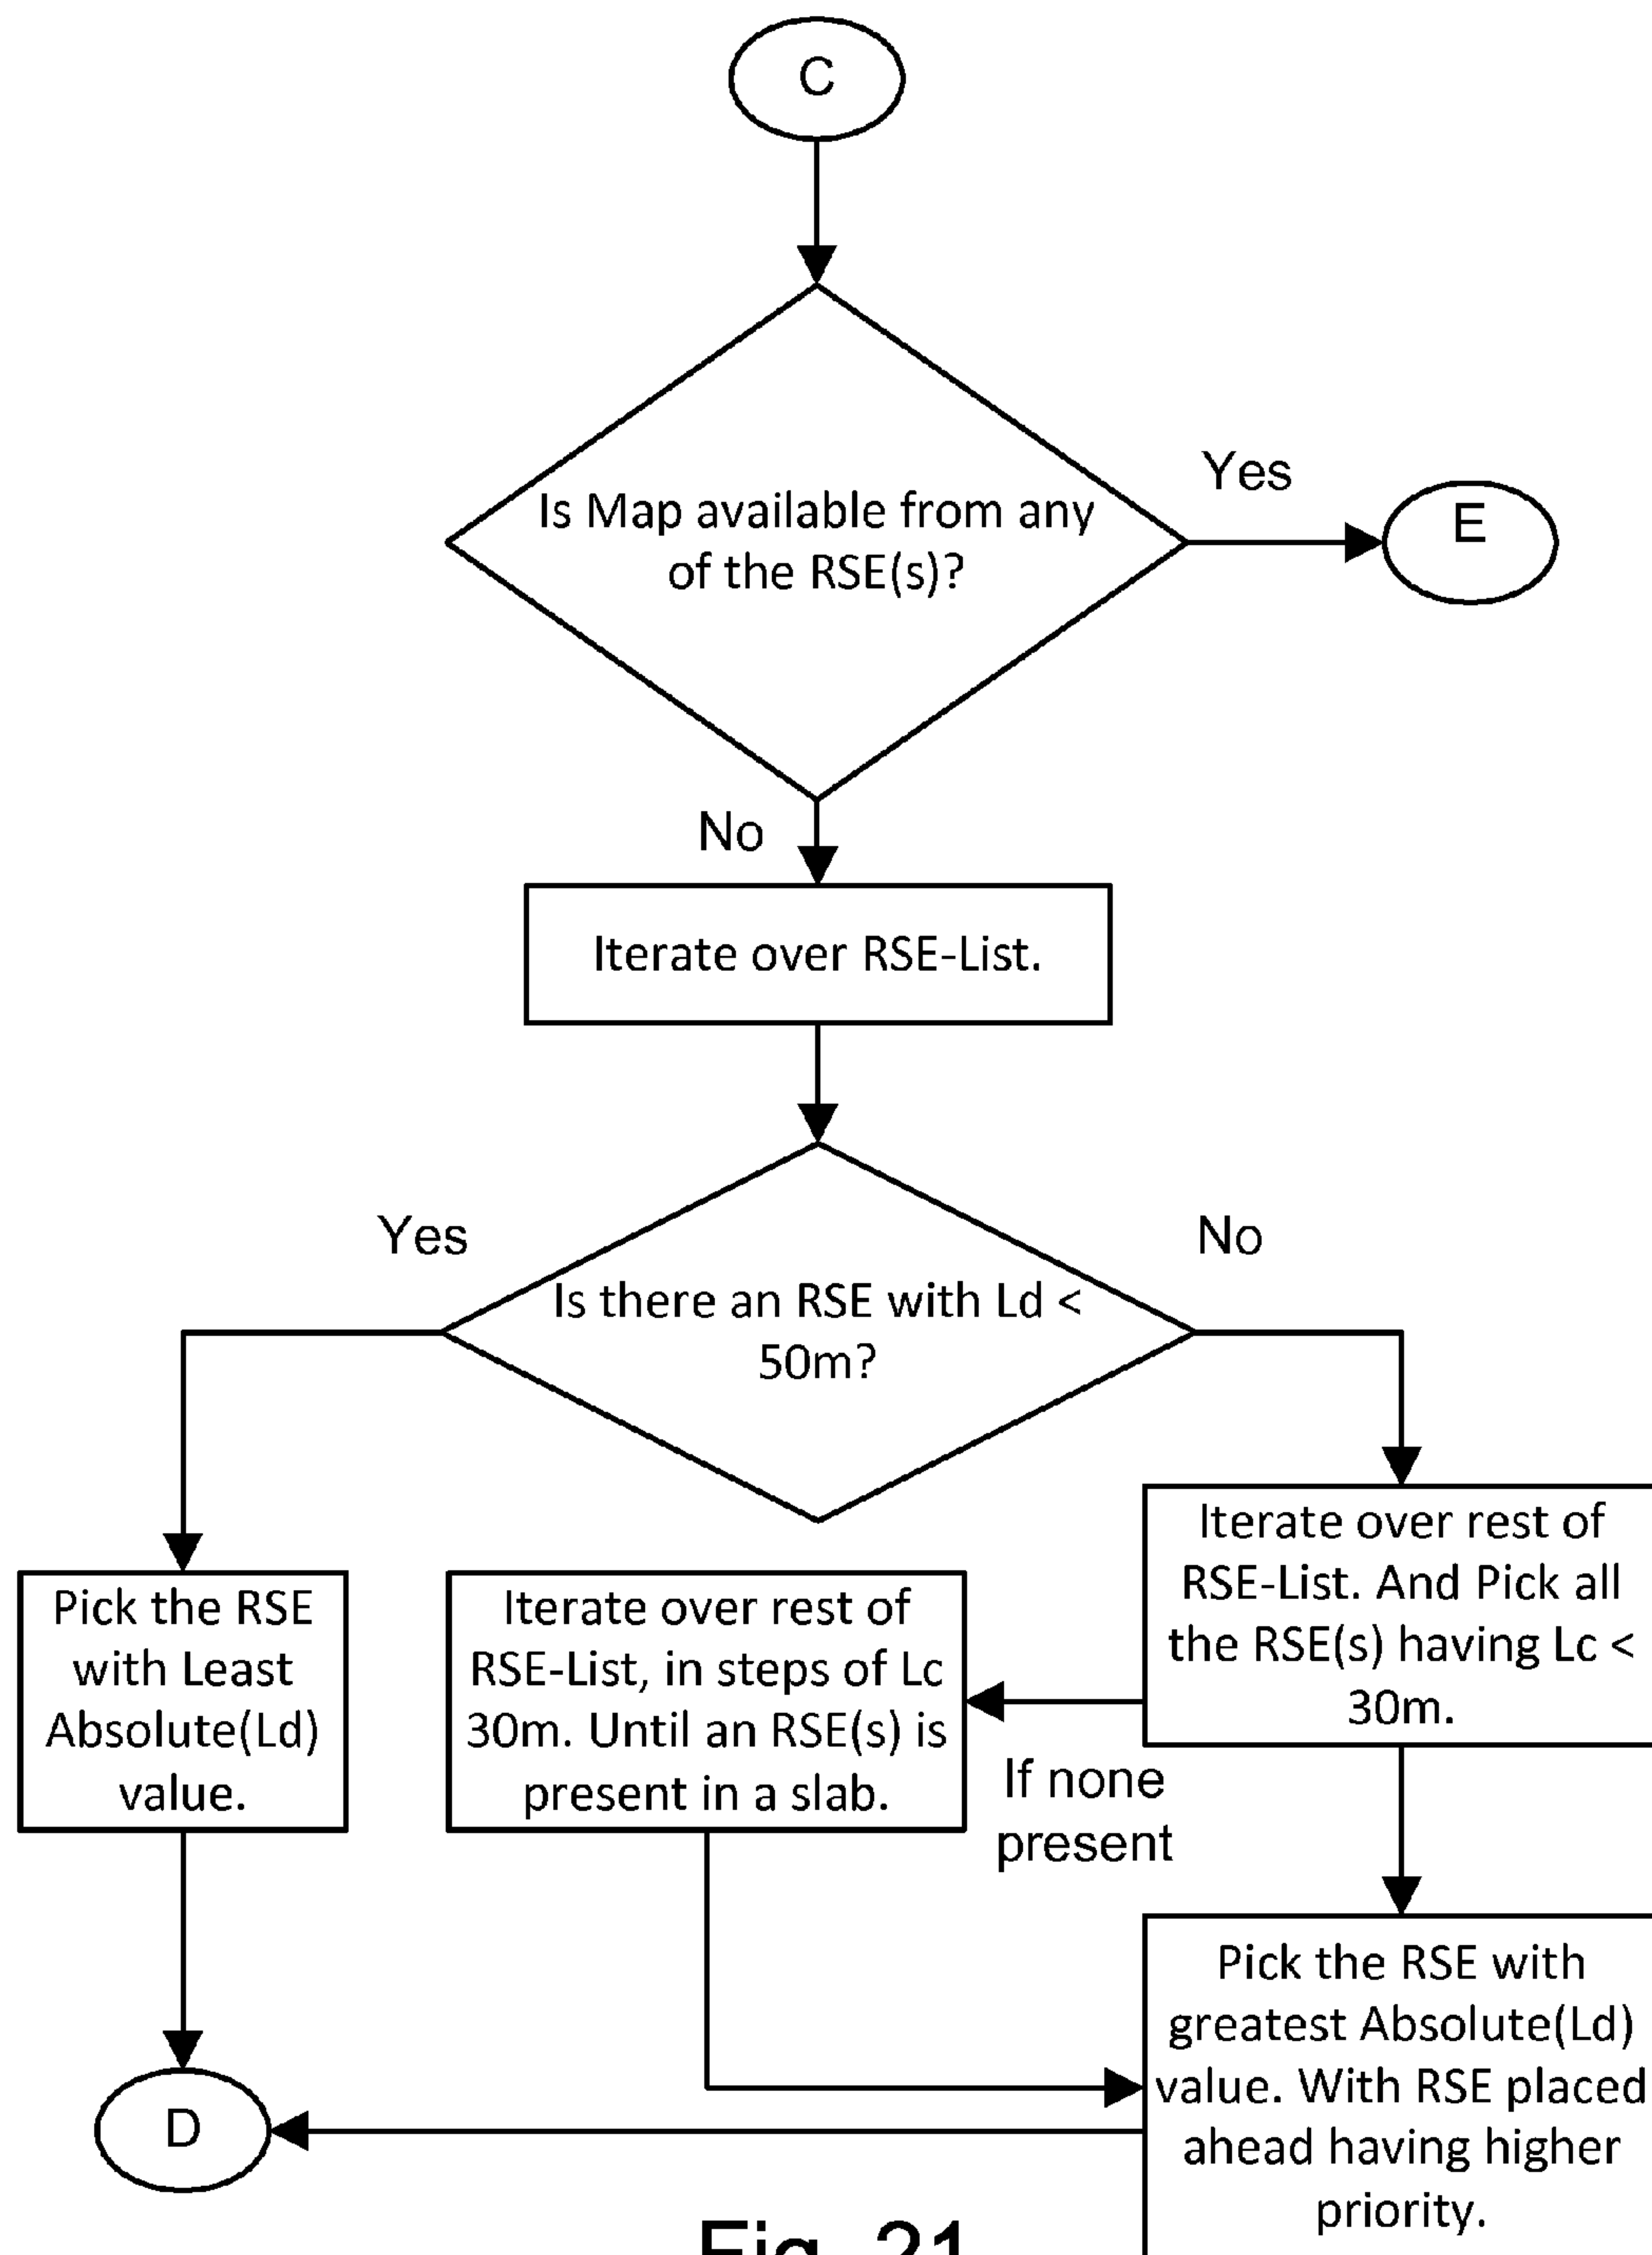 C
Is Map available from any
of the RSE(s)?
Yes
E
No
Iterate over RSE-List.
Yes
No
Is there an RSE with Ld <
50m?
Iterate over rest of
RSE-List. And Pick all
the RSE(s) having Lc <
30m.
Pick the RSE
with Least
Absolute(Ld)
value.
Iterate over rest of
RSE-List, in steps of Lc
30m. Until an RSE(s) is
present in a slab.
If none
present
Pick the RSE with
greatest Absolute(Ld)
value. With RSE placed
ahead having higher
priority.
D
Fig. 21